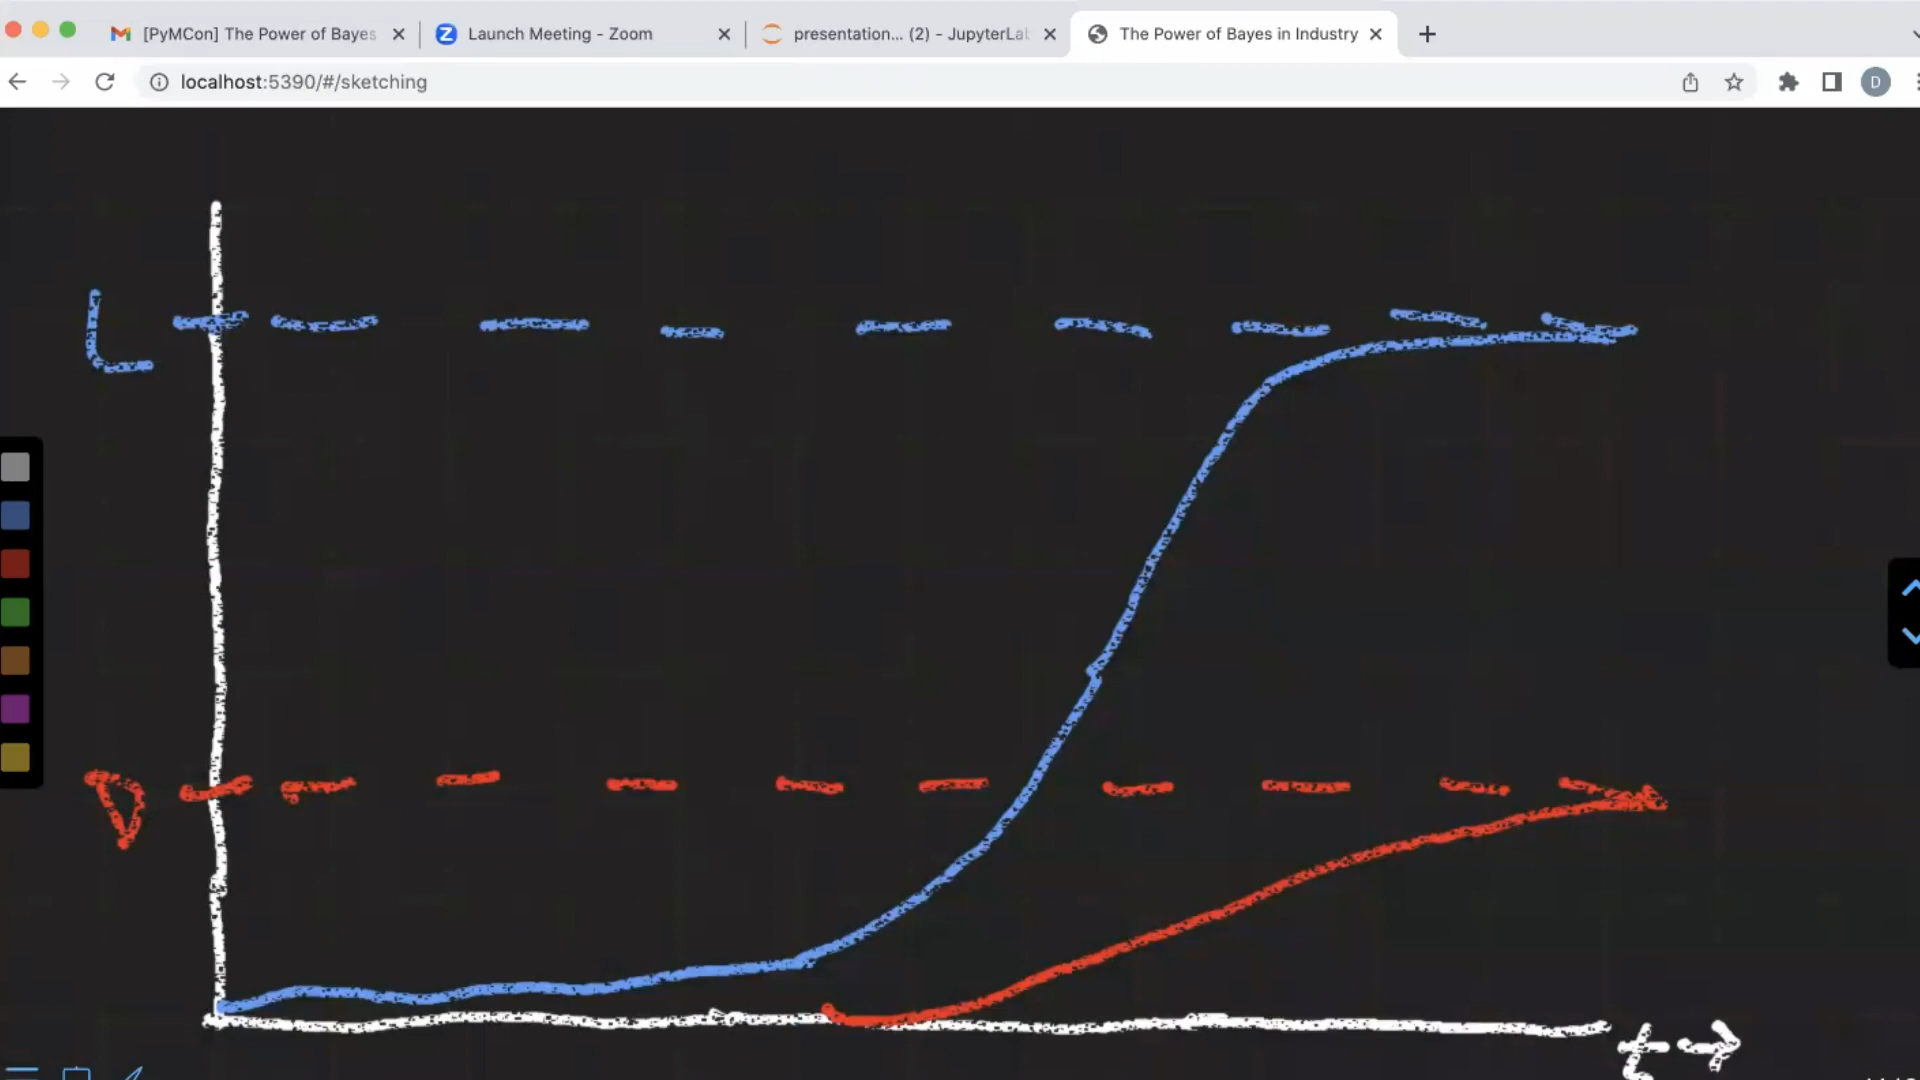 [PyMCon] The Power of Bayes
Launch Meeting - Zoom
presentation... (2) - JupyterLab
The Power of Bayes in Industry
localhost:5390/#/sketching
D
L
t →